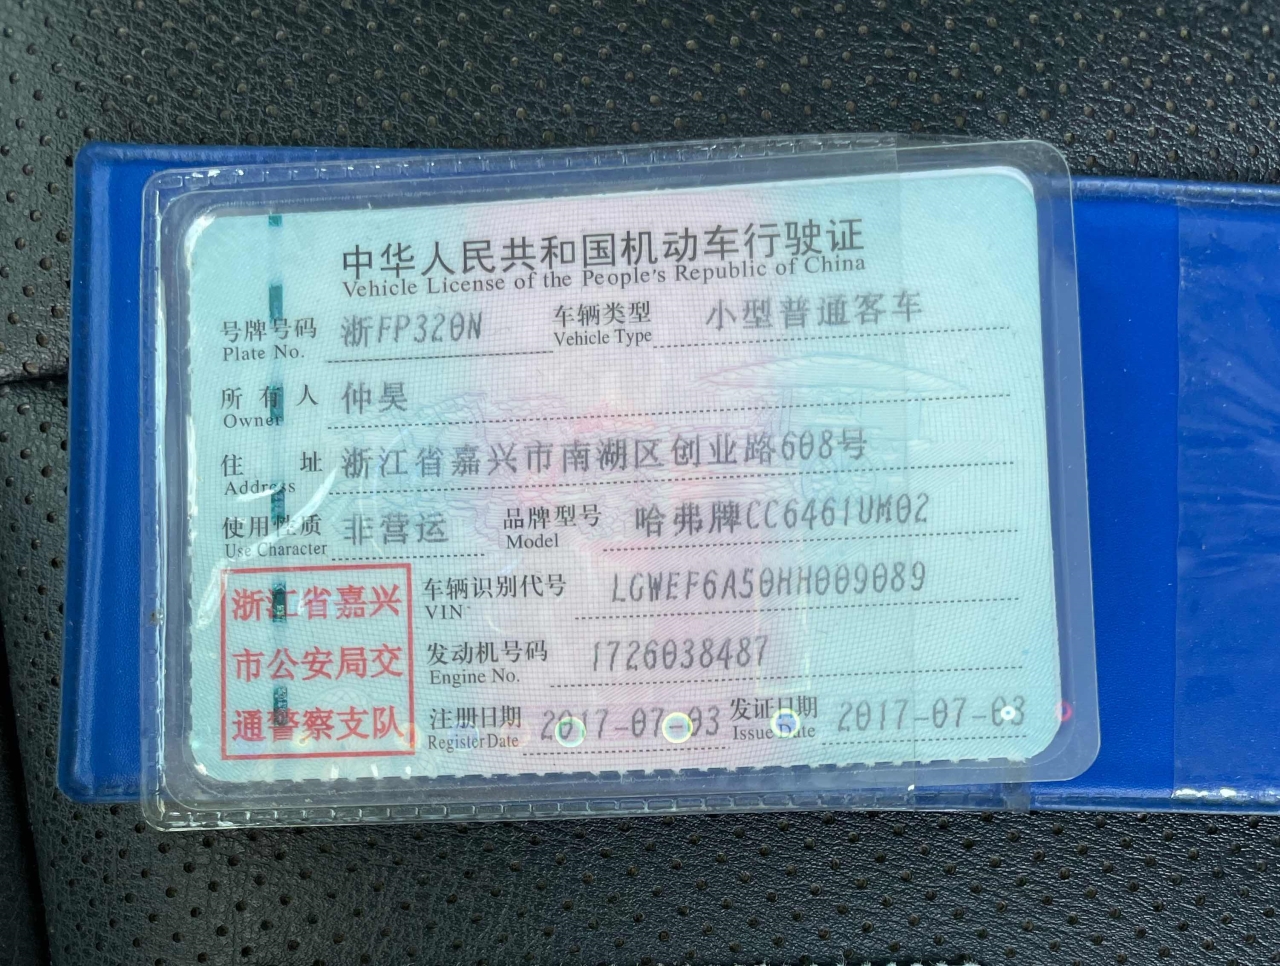 中华人民共和国机动车行驶证
Vehicle License of the People's Republic of China
号牌号码 浙FP320N 车辆类型 小型普通客车
Plate No. Vehicle Type
所有人 仲昊
Owner
住址 浙江省嘉兴市南湖区创业路608号
Address
使用性质 非营运 品牌型号 哈弗牌CC6461UM02
Use Character Model
浙江省嘉兴
市公安局交
通警察支队
车辆识别代号 LGWEF6A50HH009089
VIN
发动机号码 1726038487
Engine No.
注册日期 2017-07-03 发证日期 2017-07-03
Register Date Issue Date